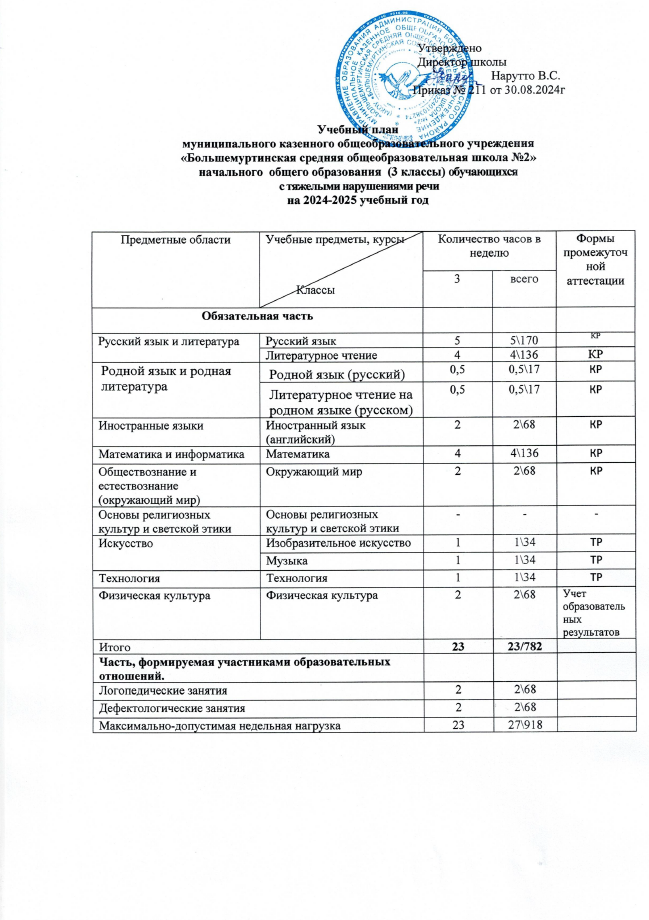 Утверждено
Директор школы
Нарутто В.С.
Приказ № 211 от 30.08.2024г
Учебный план
муниципального казенного общеобразовательного учреждения
«Большемуртинская средняя общеобразовательная школа №2»
начального общего образования (3 классы) обучающихся
с тяжелыми нарушениями речи
на 2024-2025 учебный год
Предметные области Учебные предметы, курсы Количество часов в Формы
неделю промежуточ
ной
Классы 3 всего аттестации
Обязательная часть
Русский язык и литература Русский язык 5 5\170 КР
Литературное чтение 4 4\136 КР
Родной язык и родная Родной язык (русский) 0,5 0,5\17 КР
литература Литературное чтение на 0,5 0,5\17 КР
родном языке (русском)
Иностранные языки Иностранный язык 2 2\68 КР
(английский)
Математика и информатика Математика 4 4\136 КР
Обществознание и Окружающий мир 2 2\68 КР
естествознание
(окружающий мир)
Основы религиозных Основы религиозных - - -
культур и светской этики культур и светской этики
Искусство Изобразительное искусство 1 1\34 ТР
Музыка 1 1\34 ТР
Технология Технология 1 1\34 ТР
Физическая культура Физическая культура 2 2\68 Учет
образователь
ных
результатов
Итого 23 23/782
Часть, формируемая участниками образовательных
отношений.
Логопедические занятия 2 2\68
Дефектологические занятия 2 2\68
Максимально-допустимая недельная нагрузка 23 27\918